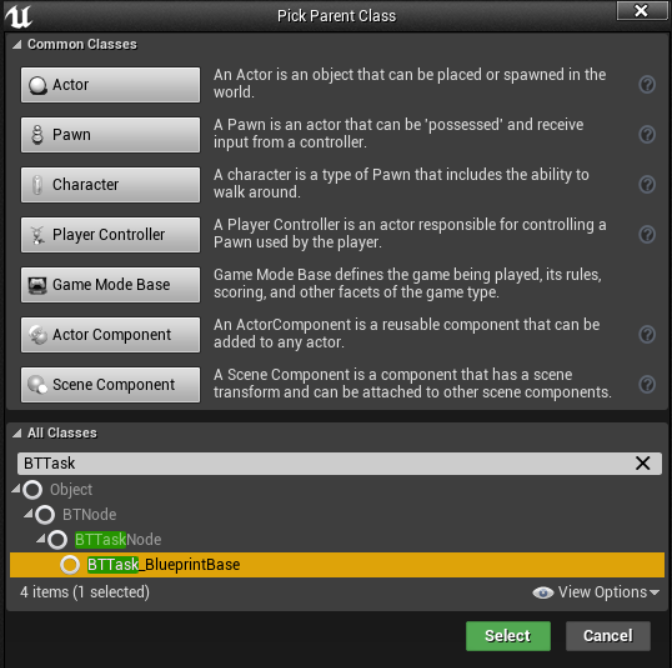 Pick Parent Class
Common Classes
Actor
An Actor is an object that can be placed or spawned in the
world.
Pawn
A Pawn is an actor that can be 'possessed' and receive
input from a controller.
Character
A character is a type of Pawn that includes the ability to
walk around.
Player Controller
A Player Controller is an actor responsible for controlling a
Pawn used by the player.
Game Mode Base
Game Mode Base defines the game being played, its rules,
scoring, and other facets of the game type.
Actor Component
An ActorComponent is a reusable component that can be
added to any actor.
Scene Component
A Scene Component is a component that has a scene
transform and can be attached to other scene components.
All Classes
BTTask
Object
BTNode
BTTaskNode
BTTask_BlueprintBase
4 items (1 selected)
View Options
Select
Cancel